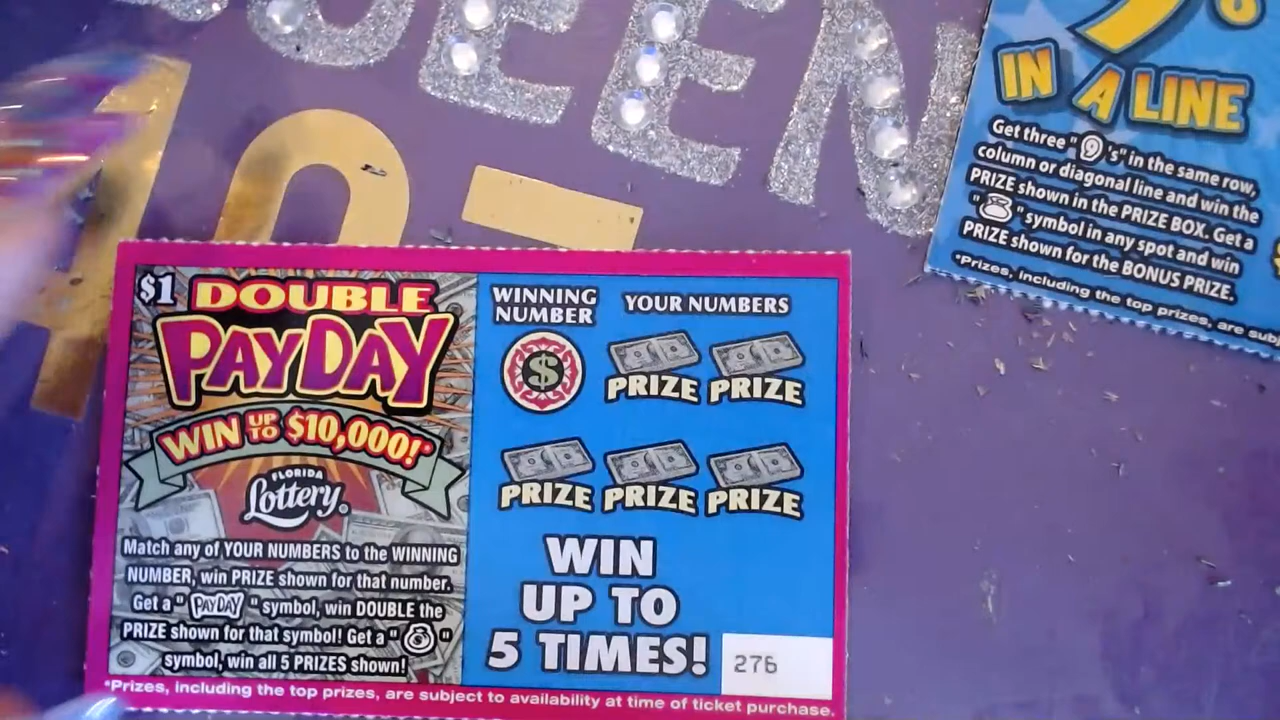 EEN
IN A LINE
Get three "9's" in the same row,
column or diagonal line and win the
PRIZE shown in the PRIZE BOX. Get a
" " symbol in any spot and win
PRIZE shown for the BONUS PRIZE.
*Prizes, including the top prizes, are subj
$1 DOUBLE
PAYDAY
WIN UP TO $10,000!*
FLORIDA
Lottery®
Match any of YOUR NUMBERS to the WINNING
NUMBER, win PRIZE shown for that number.
Get a " PAYDAY " symbol, win DOUBLE the
PRIZE shown for that symbol! Get a " "
symbol, win all 5 PRIZES shown!
WINNING
NUMBER
YOUR NUMBERS
$
PRIZE PRIZE
PRIZE PRIZE PRIZE
WIN
UP TO
5 TIMES!
276
*Prizes, including the top prizes, are subject to availability at time of ticket purchase.